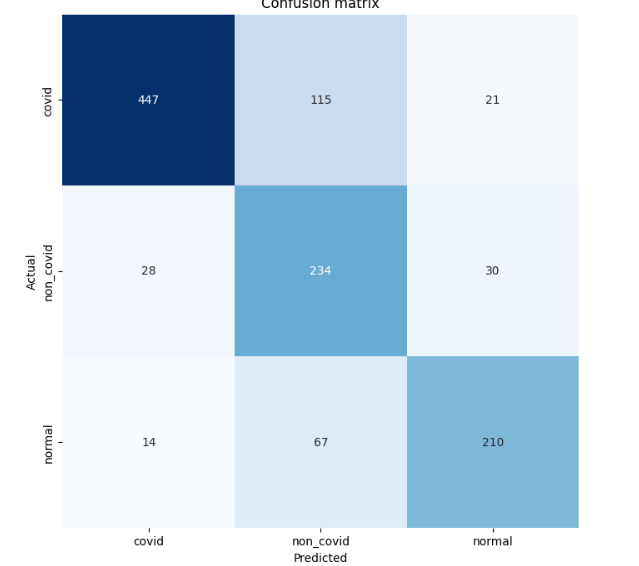 Confusion matrix
covid
447
115
21
Actual
non_covid
28
234
30
normal
14
67
210
covid
non_covid
normal
Predicted